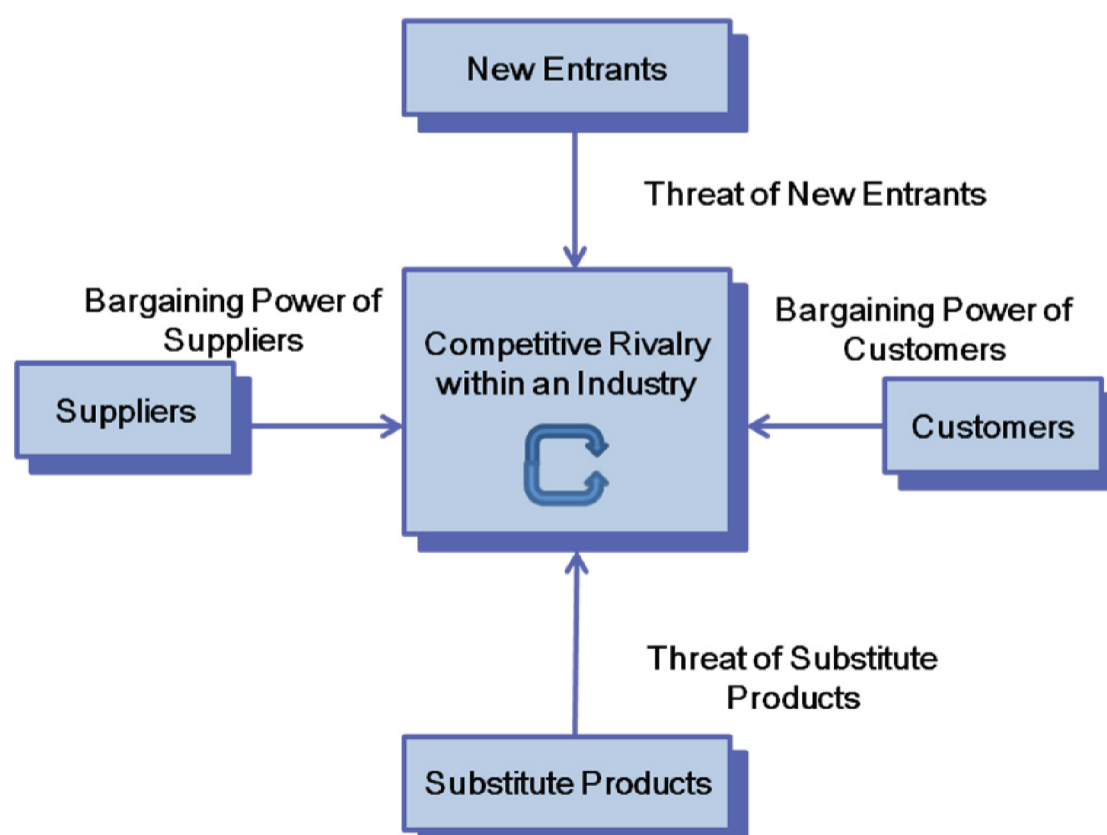 New Entrants
Threat of New Entrants
Bargaining Power of
Suppliers
Suppliers
Competitive Rivalry
within an Industry
Bargaining Power of
Customers
Customers
Threat of Substitute
Products
Substitute Products